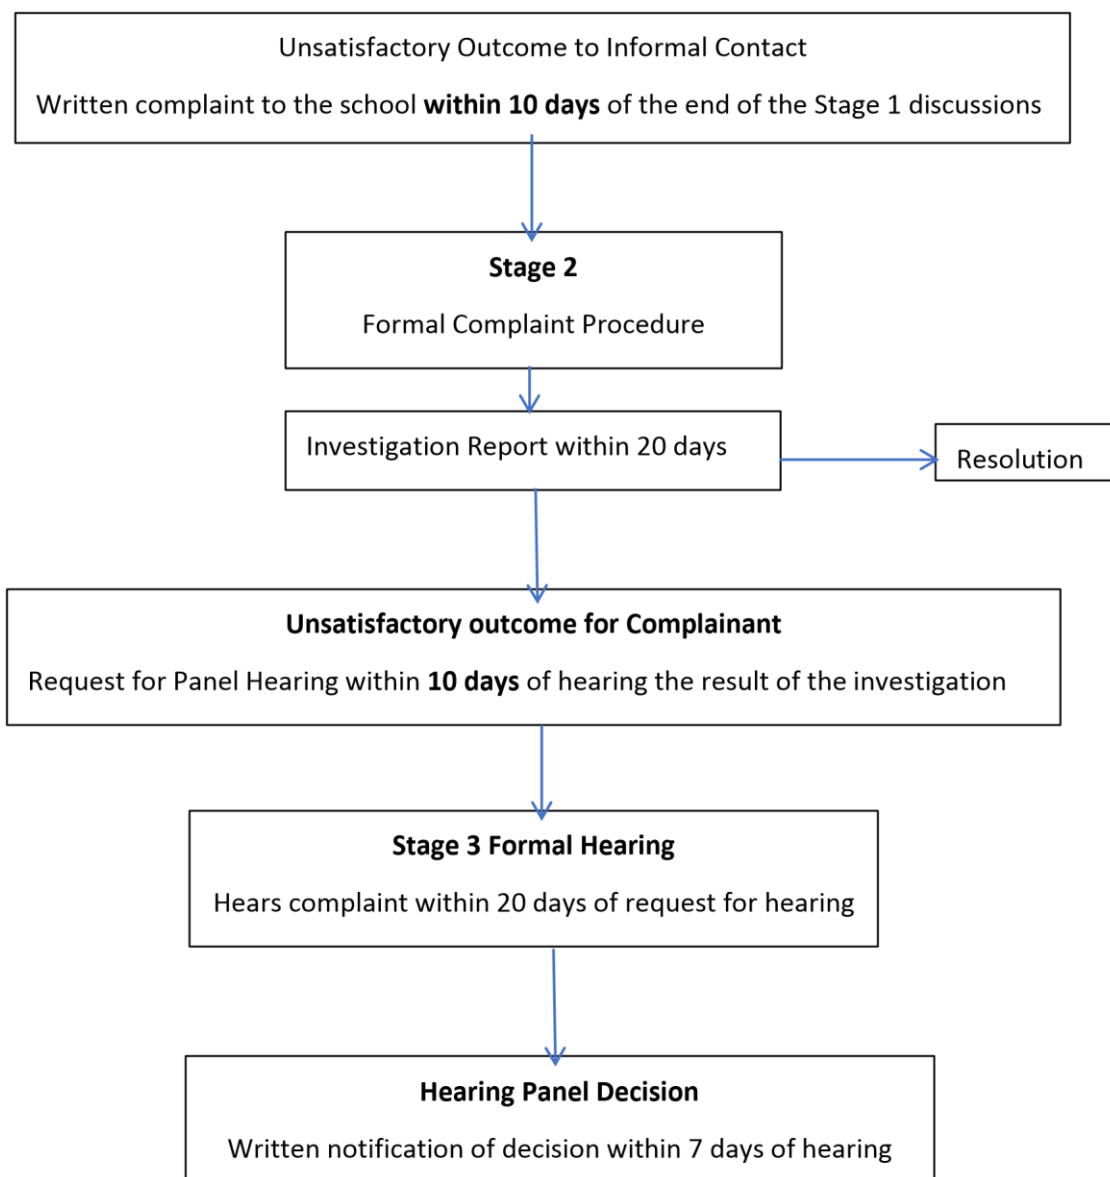 Unsatisfactory Outcome to Informal Contact
Written complaint to the school within 10 days of the end of the Stage 1 discussions
Stage 2
Formal Complaint Procedure
Investigation Report within 20 days
Resolution
Unsatisfactory outcome for Complainant
Request for Panel Hearing within 10 days of hearing the result of the investigation
Stage 3 Formal Hearing
Hears complaint within 20 days of request for hearing
Hearing Panel Decision
Written notification of decision within 7 days of hearing